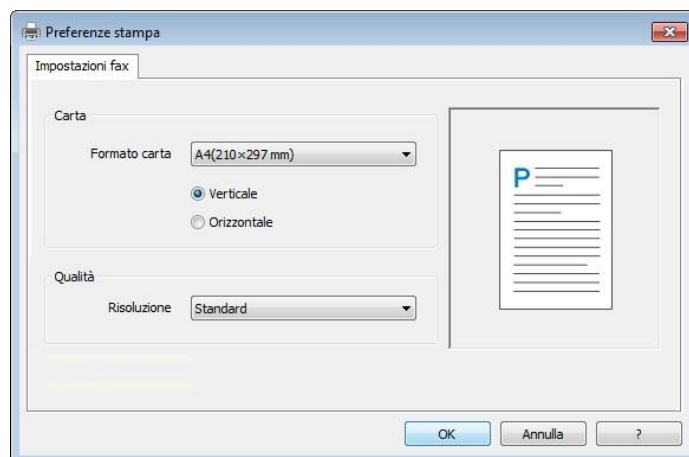 Preferenze stampa
Impostazioni fax
Carta
Formato carta A4(210×297 mm)
Verticale
Orizzontale
P
Qualità
Risoluzione Standard
OK Annulla ?